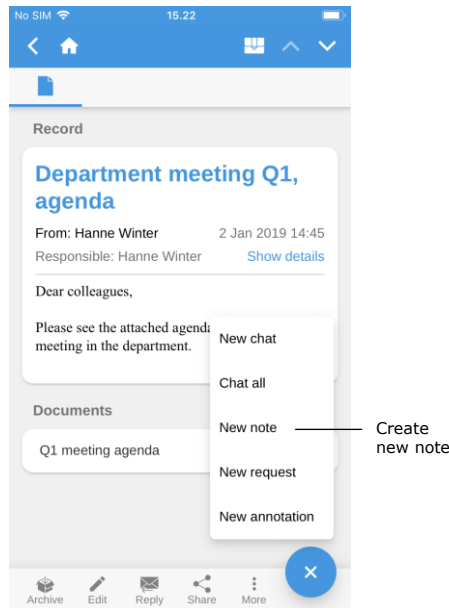 No SIM 15.22
Record
Department meeting Q1,
agenda
From: Hanne Winter 2 Jan 2019 14:45
Responsible: Hanne Winter Show details
Dear colleagues,
Please see the attached agenda
meeting in the department.
New chat
Chat all
Documents
New note
Create
new note
Q1 meeting agenda
New request
New annotation
Archive Edit Reply Share More